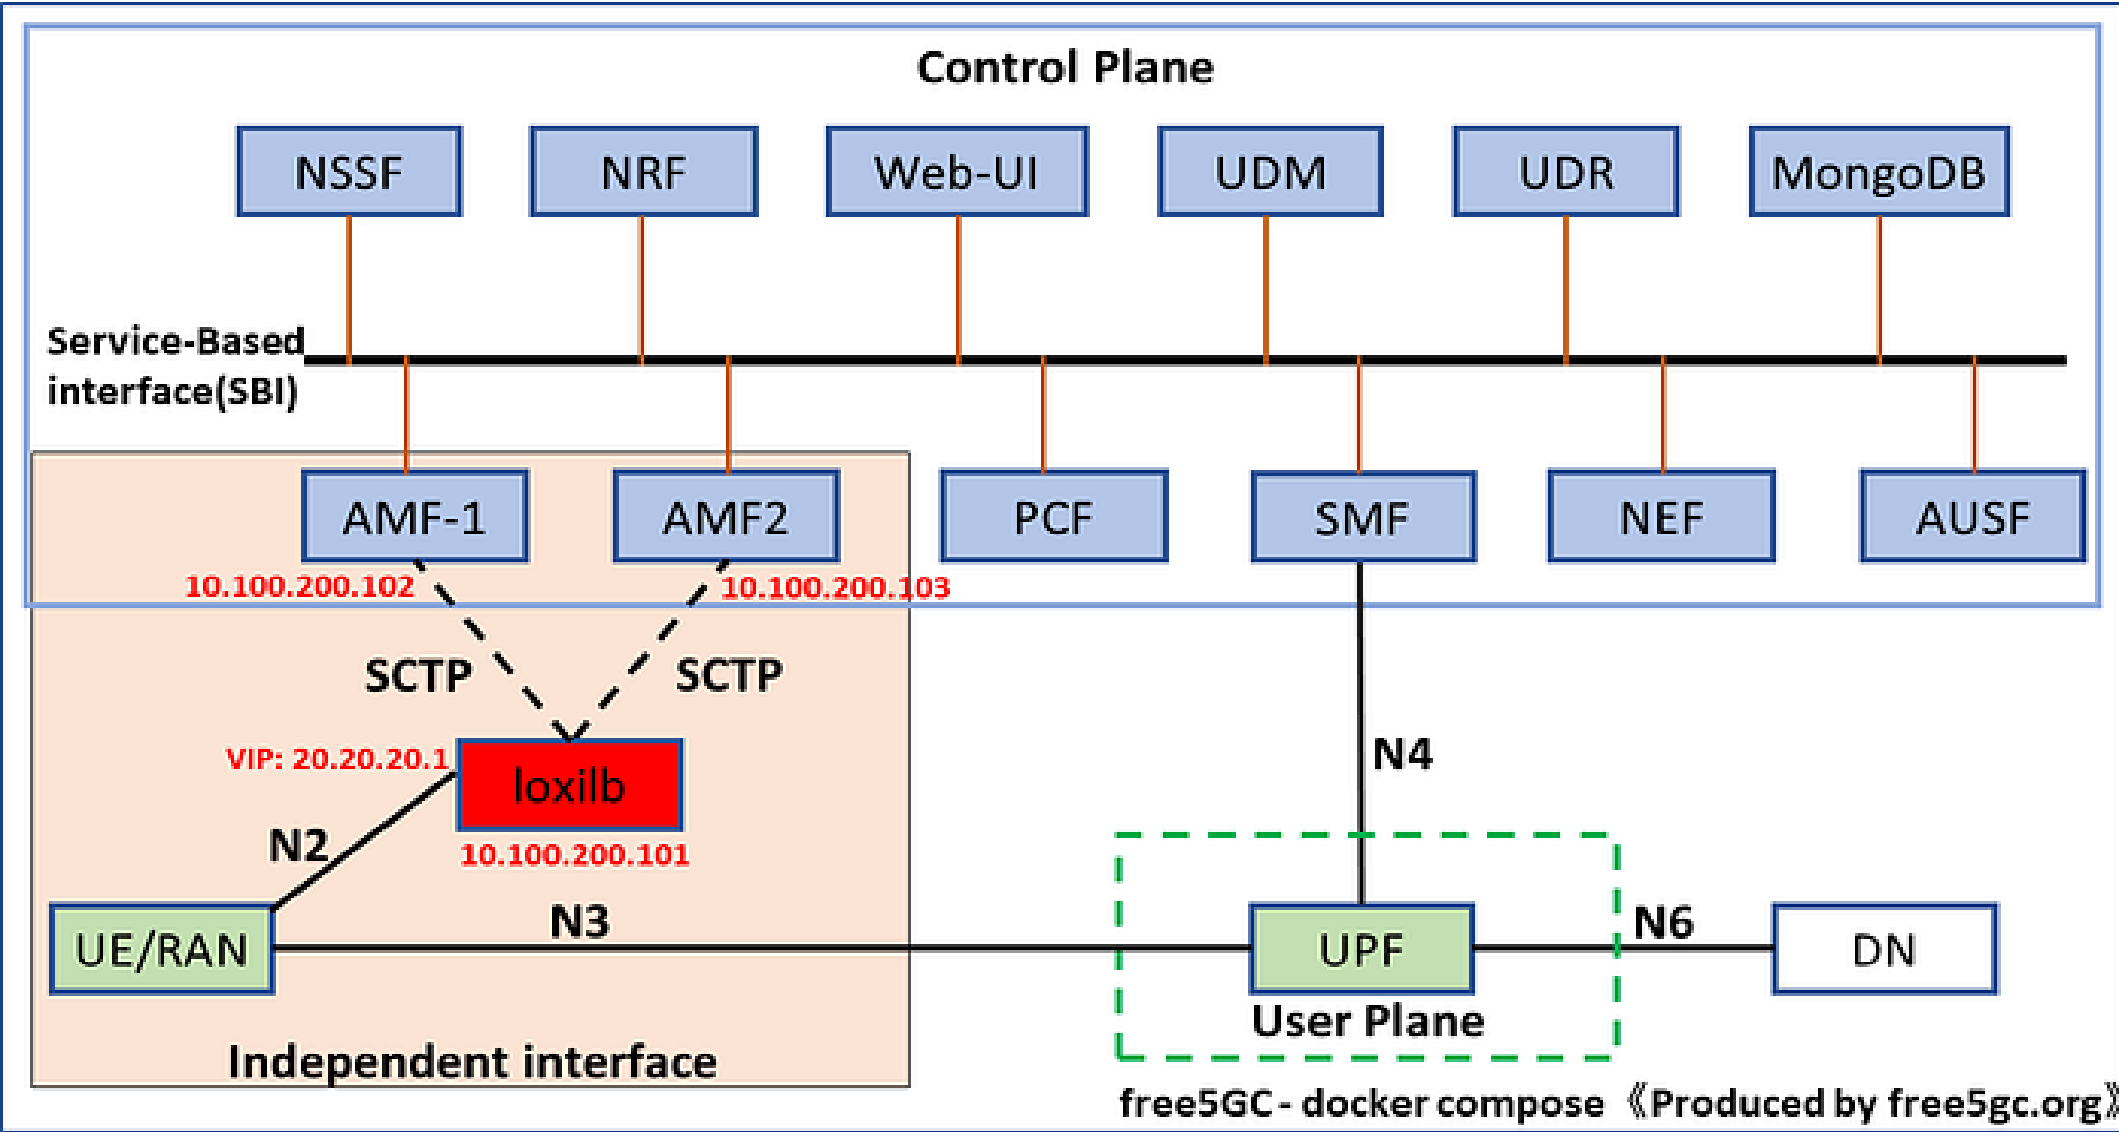 Control Plane
NSSF
NRF
Web-UI
UDM
UDR
MongoDB
Service-Based
interface(SBI)
AMF-1
AMF2
PCF
SMF
NEF
AUSF
10.100.200.102
10.100.200.103
SCTP
SCTP
VIP: 20.20.20.1
loxilb
N4
N2
10.100.200.101
UE/RAN
N3
UPF
N6
DN
User Plane
Independent interface
free5GC - docker compose《Produced by free5gc.org》